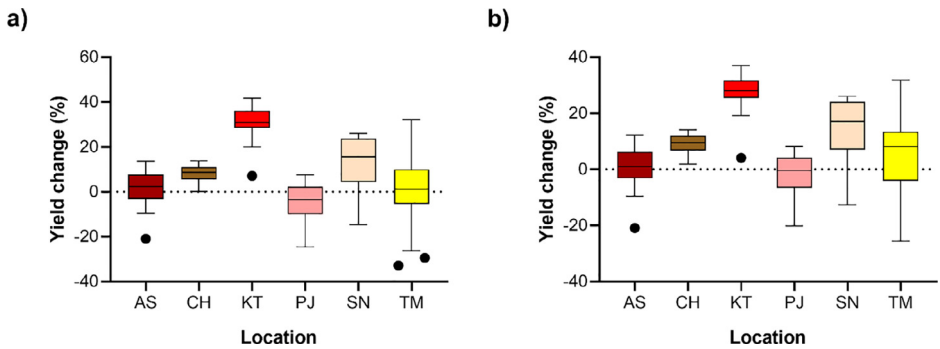 a)
Yield change (%)
60
40
20
0
-20
-40
AS CH KT PJ SN TM
Location
b)
Yield change (%)
40
20
0
-20
-40
AS CH KT PJ SN TM
Location